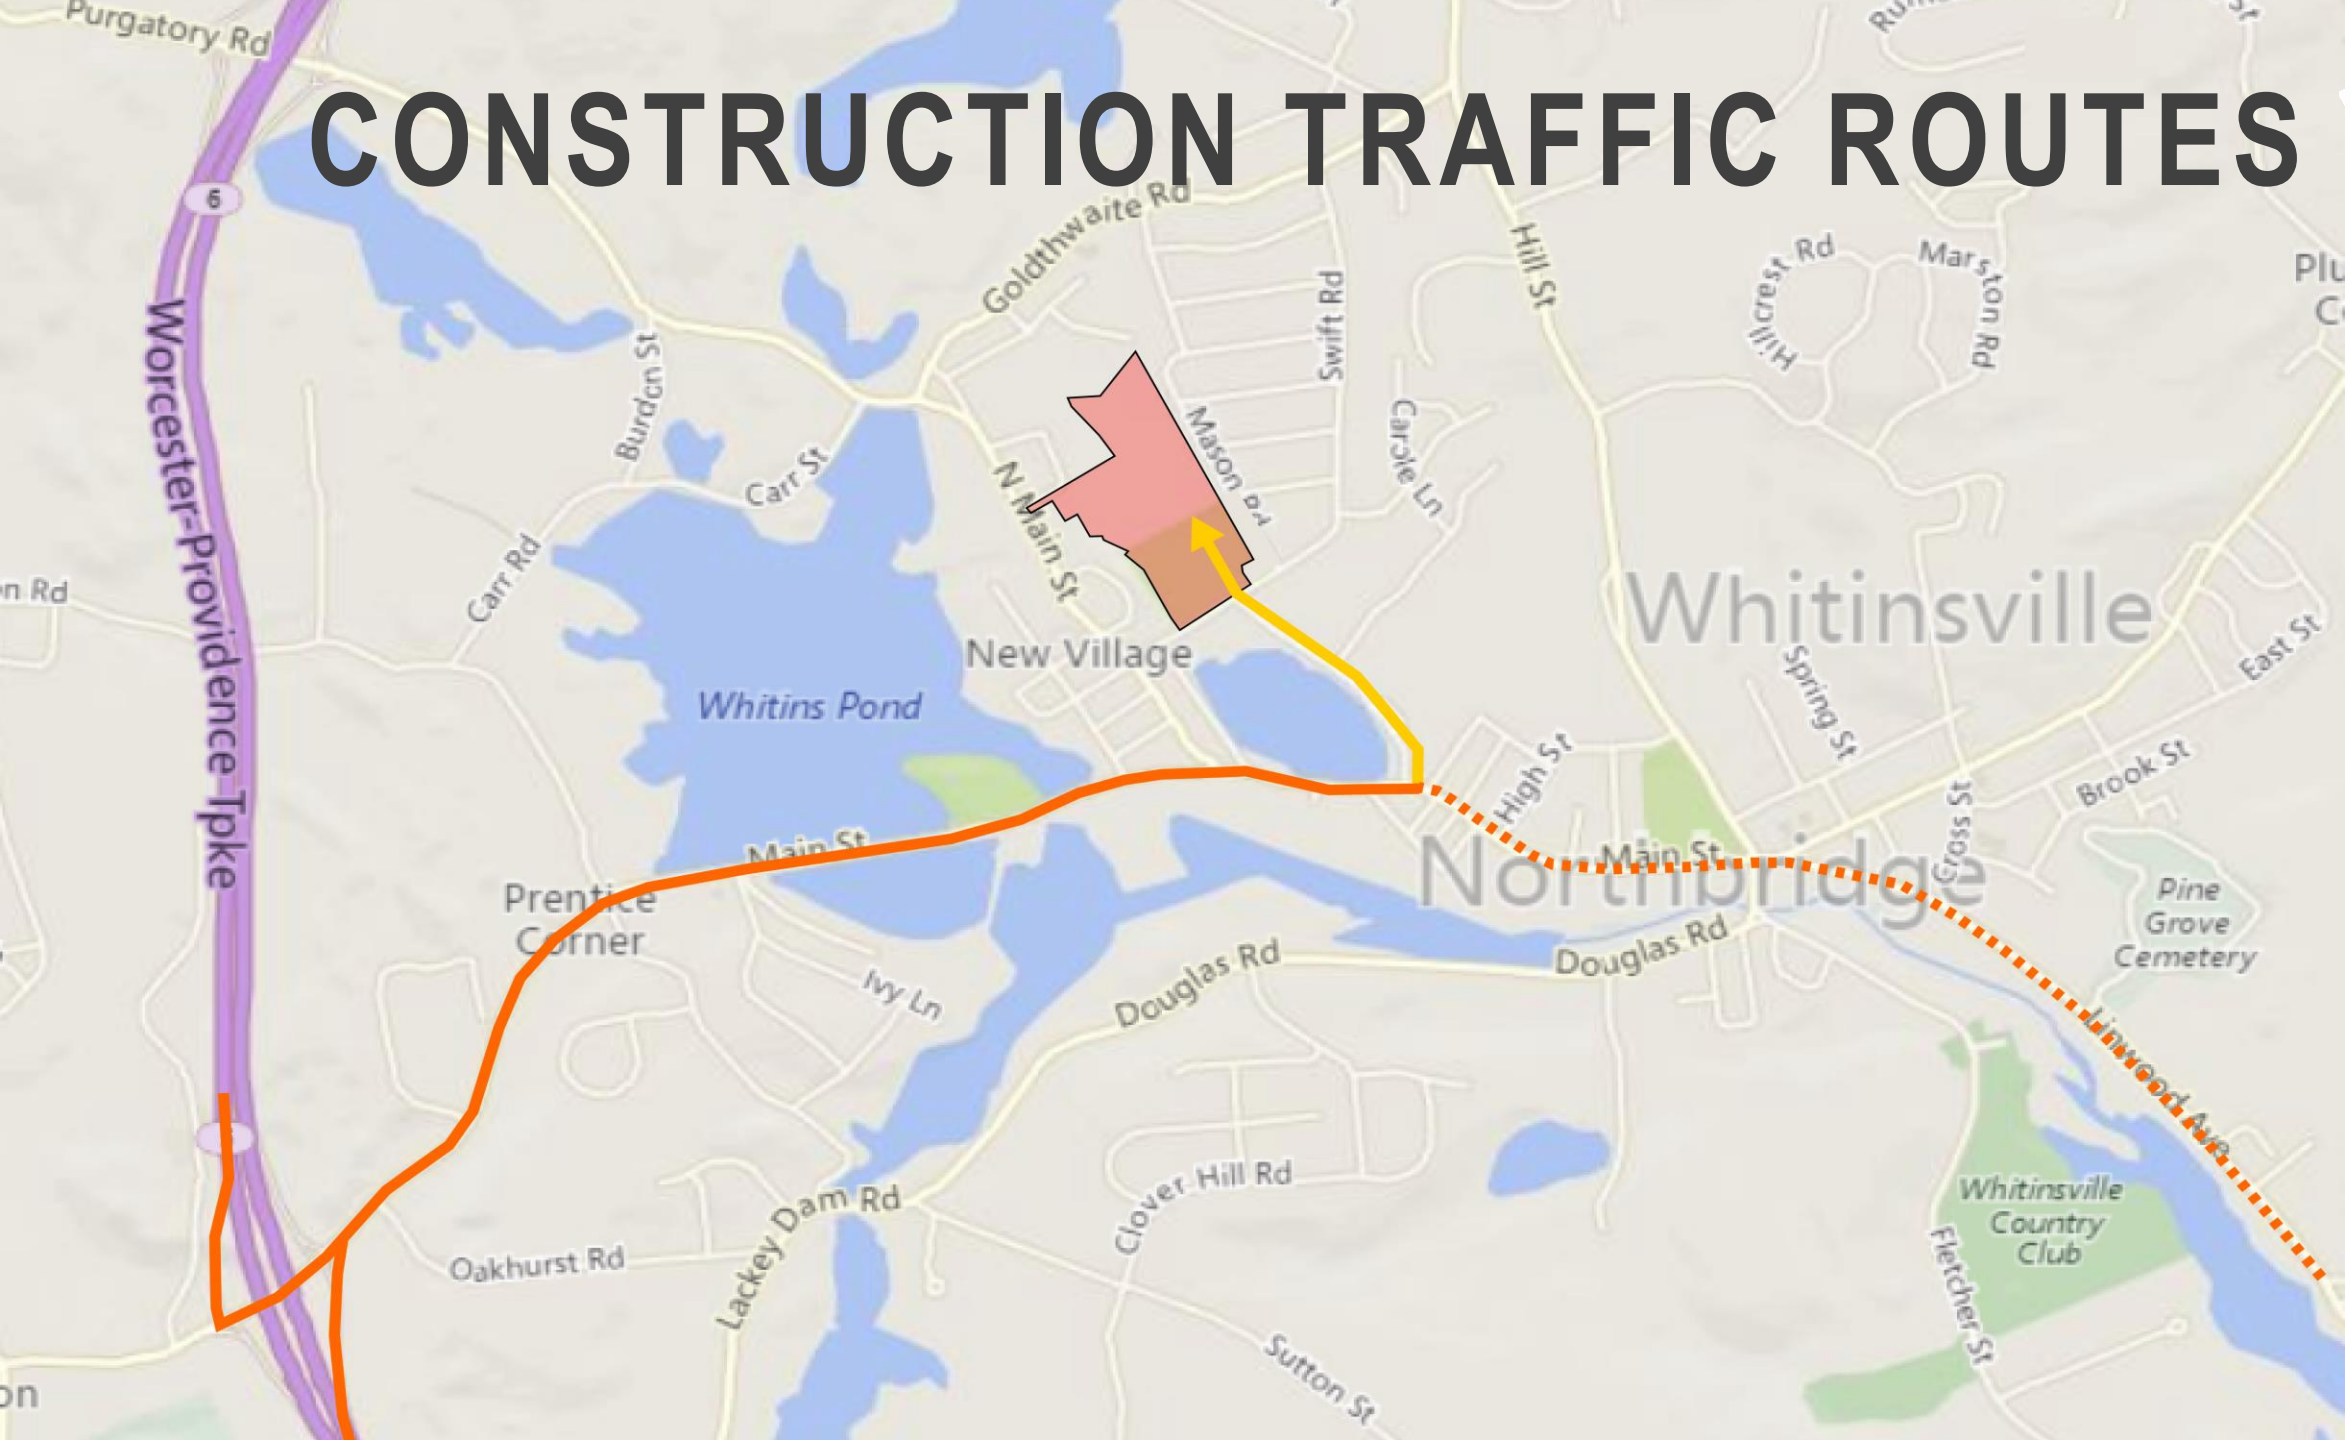 Purgatory Rd
CONSTRUCTION TRAFFIC ROUTES
6
Goldthwaite Rd
Hill St
Hillcrest Rd
Marston Rd
Worcester-Providence Tpke
Burdon St
Swift Rd
Mason Rd
Carole Ln
Carr St
N Main St
Carr Rd
Whitinsville
New Village
Whitins Pond
Spring St
East St
High St
Brook St
Main St
Main St
Cross St
Northbridge
Prentice
Corner
Pine
Grove
Cemetery
Douglas Rd
Douglas Rd
Ivy Ln
Linwood Ave
Clover Hill Rd
Lackey Dam Rd
Whitinsville
Country
Club
Oakhurst Rd
Fletcher St
Sutton St